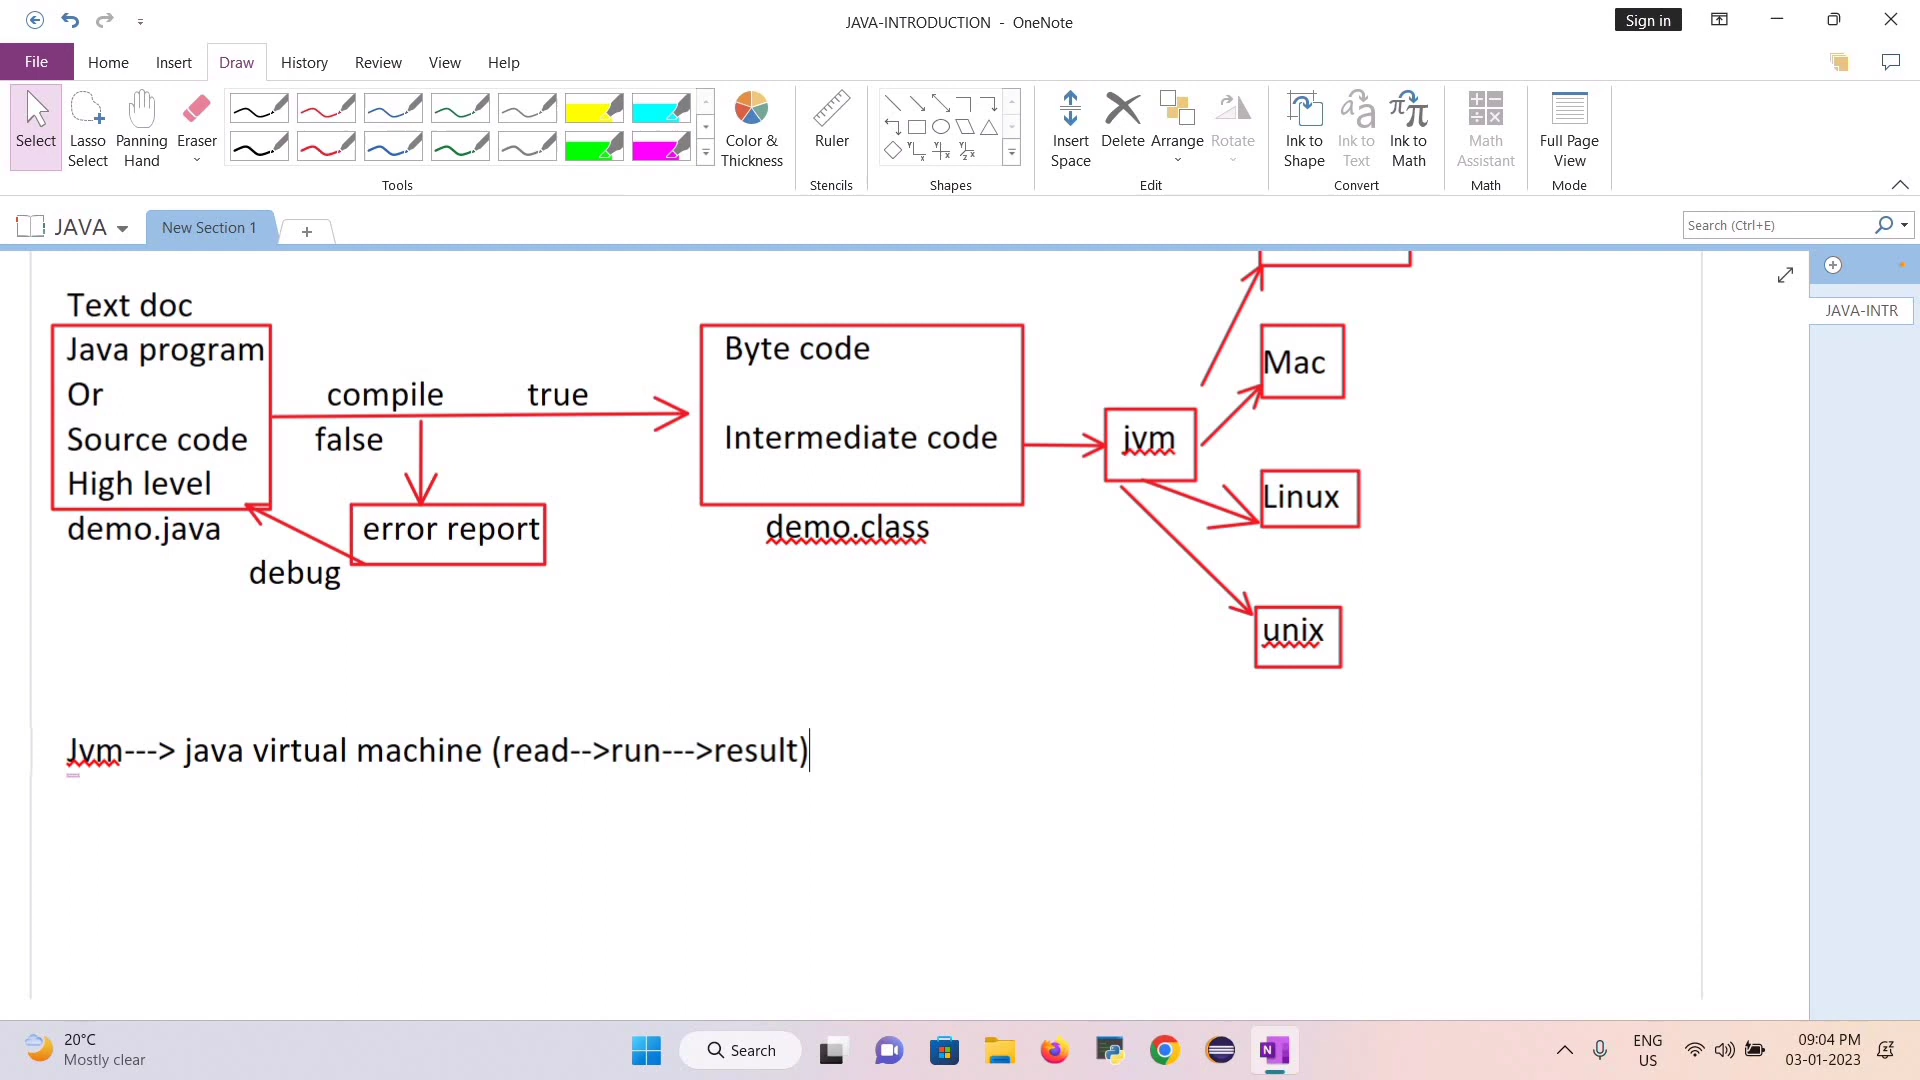 JAVA-INTRODUCTION - OneNote
Sign in
File Home Insert Draw History Review View Help
Select
Lasso Select
Panning Hand
Eraser
Color & Thickness
Ruler
Insert Space
Delete
Arrange
Rotate
Ink to Shape
Ink to Text
Ink to Math
Math Assistant
Full Page View
Tools
Stencils
Shapes
Edit
Convert
Math
Mode
JAVA
New Section 1
Search (Ctrl+E)
JAVA-INTR
Text doc
Java program
Or
Source code
High level
demo.java
compile true
false
error report
debug
Byte code
Intermediate code
demo.class
jvm
Mac
Linux
unix
Jvm---> java virtual machine (read-->run--->result)
20°C
Mostly clear
Search
ENG
US
09:04 PM
03-01-2023